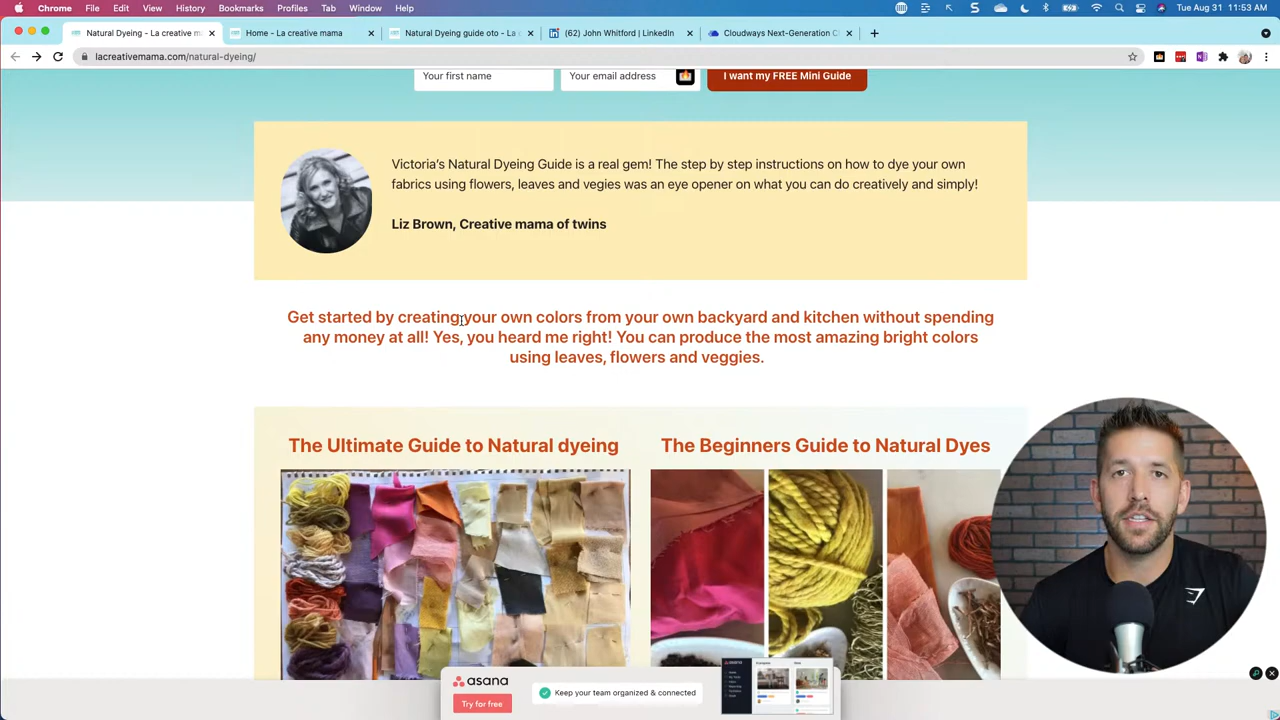 Chrome File Edit View History Bookmarks Profiles Tab Window Help Tue Aug 31 11:53 AM
Natural Dyeing - La creative m Home - La creative mama Natural Dyeing guide oto - La c (62) John Whitford | LinkedIn Cloudways Next-Generation C
lacreativemama.com/natural-dyeing/
Your first name Your email address I want my FREE Mini Guide
Victoria's Natural Dyeing Guide is a real gem! The step by step instructions on how to dye your own
fabrics using flowers, leaves and vegies was an eye opener on what you can do creatively and simply!
Liz Brown, Creative mama of twins
Get started by creating your own colors from your own backyard and kitchen without spending
any money at all! Yes, you heard me right! You can produce the most amazing bright colors
using leaves, flowers and veggies.
The Ultimate Guide to Natural dyeing The Beginners Guide to Natural Dyes
asana
Try for free
Keep your team organized & connected